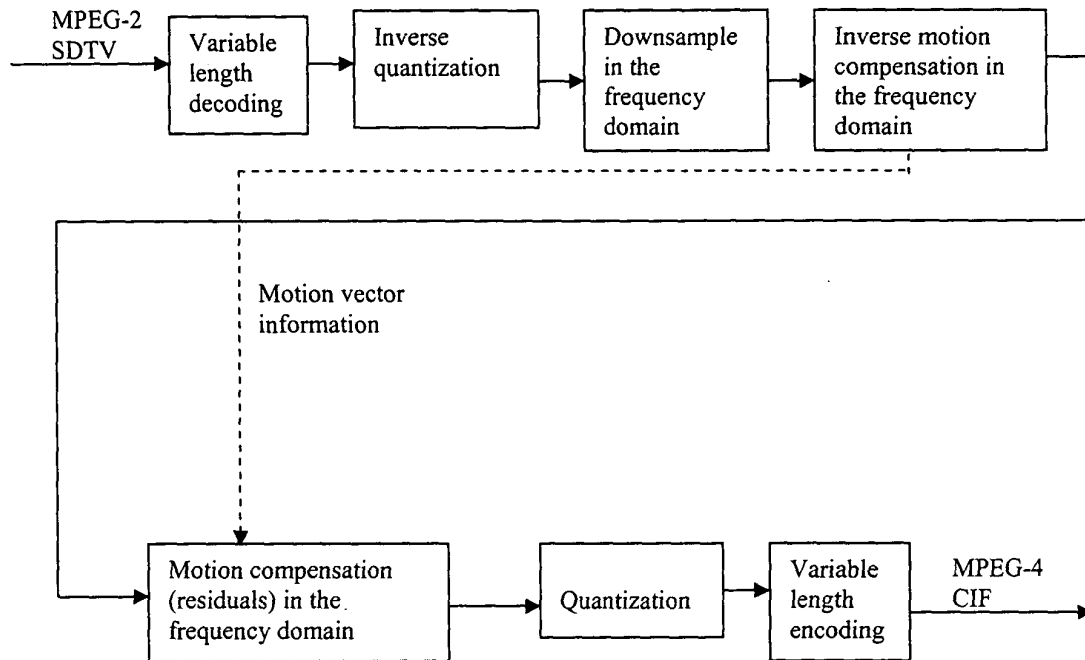 MPEG-2
SDTV
Variable
length
decoding
Inverse
quantization
Downsample
in the
frequency
domain
Inverse motion
compensation in
the frequency
domain
Motion vector
information
Motion compensation
(residuals) in the
frequency domain
Quantization
Variable
length
encoding
MPEG-4
CIF